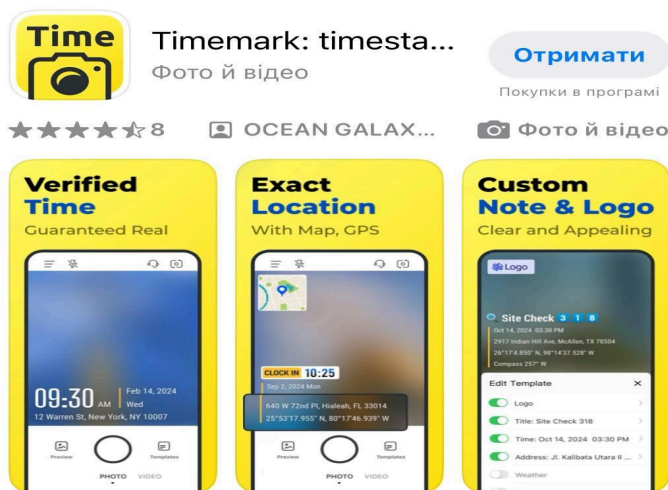 Time
Timemark: timesta...
Фото й відео
Отримати
Покупки в програмі
8
OCEAN GALAX...
Фото й відео
Verified
Time
Guaranteed Real
09:30 AM
Feb 14, 2024
Wed
12 Warren St, New York, NY 10007
Preview
Templates
PHOTO VIDEO
Exact
Location
With Map, GPS
CLOCK IN 10:25
Sep 2, 2024 Mon
640 W 72nd Pl, Hialeah, FL 33014
25°53'17.955" N, 80°17'46.939" W
Preview
Templates
PHOTO VIDEO
Custom
Note & Logo
Clear and Appealing
Logo
Site Check 3 1 8
Oct 14, 2024 03:30 PM
2917 Indian Hill Ave, McAllen, TX 78504
26°17'4.850" N, 98°14'37.528" W
Compass 257° W
Edit Template
Logo
Title: Site Check 318
Time: Oct 14, 2024 03:30 PM
Address: Jl. Kalibata Utara II ...
Weather